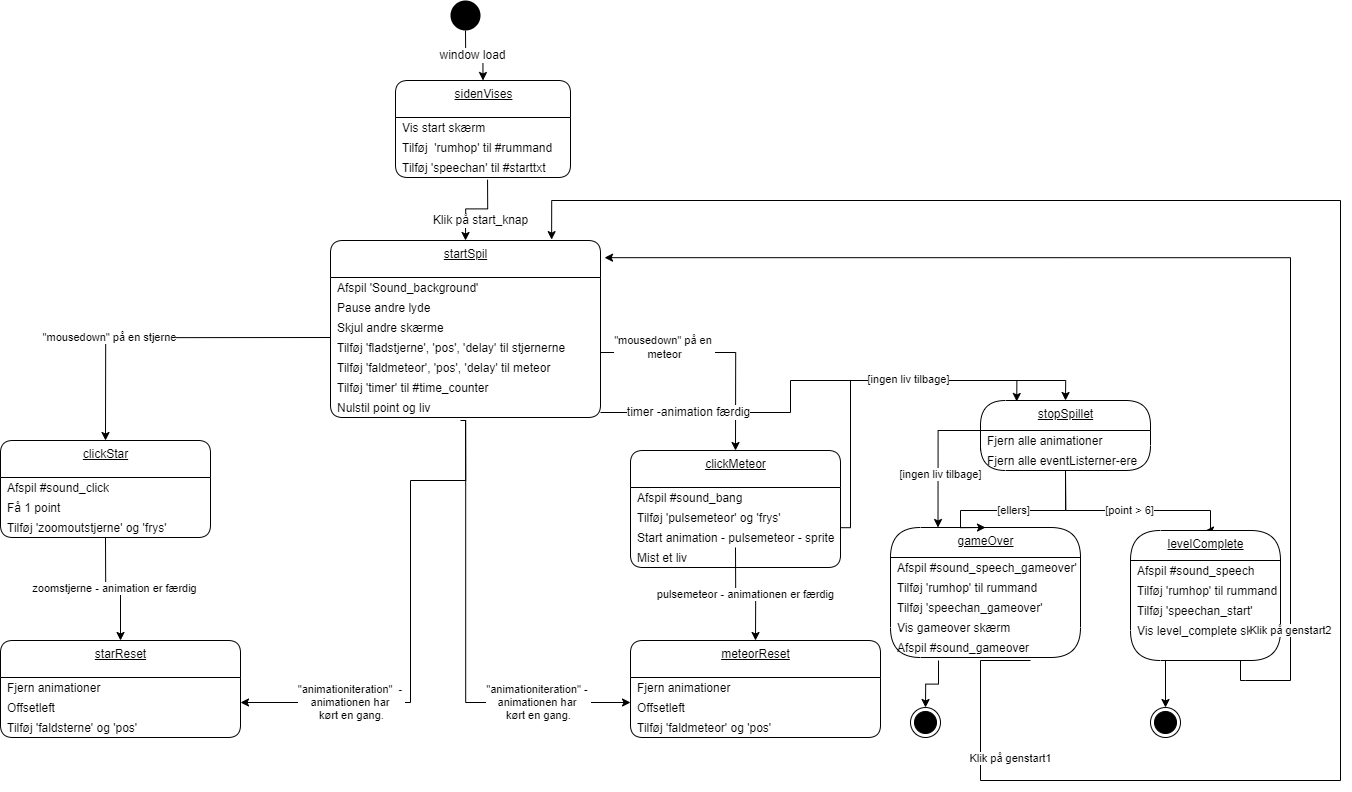 window load
sidenVises
Vis start skærm
Tilføj 'rumhop' til #rummand
Tilføj 'speechan' til #starttxt
Klik på start_knap
startSpil
Afspil 'Sound_background'
Pause andre lyde
Skjul andre skærme
Tilføj 'fladstjerne', 'pos', 'delay' til stjernerne
Tilføj 'faldmeteor', 'pos', 'delay' til meteor
Tilføj 'timer' til #time_counter
Nulstil point og liv
"mousedown" på en stjerne
"mousedown" på en
meteor
[ingen liv tilbage]
timer -animation færdig
stopSpillet
Fjern alle animationer
Fjern alle eventListerner-ere
clickStar
Afspil #sound_click
Få 1 point
Tilføj 'zoomoutstjerne' og 'frys'
clickMeteor
Afspil #sound_bang
Tilføj 'pulsemeteor' og 'frys'
Start animation - pulsemeteor - sprite
Mist et liv
[ingen liv tilbage]
[ellers]
[point > 6]
gameOver
Afspil #sound_speech_gameover'
Tilføj 'rumhop' til rummand
Tilføj 'speechan_gameover'
Vis gameover skærm
Afspil #sound_gameover
levelComplete
Afspil #sound_speech
Tilføj 'rumhop' til rummand
Tilføj 'speechan_start'
Vis level_complete sk
Klik på genstart2
zoomstjerne - animation er færdig
pulsemeteor - animationen er færdig
starReset
Fjern animationer
Offsetleft
Tilføj 'faldsterne' og 'pos'
"animationiteration" -
animationen har
kørt en gang.
"animationiteration" -
animationen har
kørt en gang.
meteorReset
Fjern animationer
Offsetleft
Tilføj 'faldmeteor' og 'pos'
Klik på genstart1